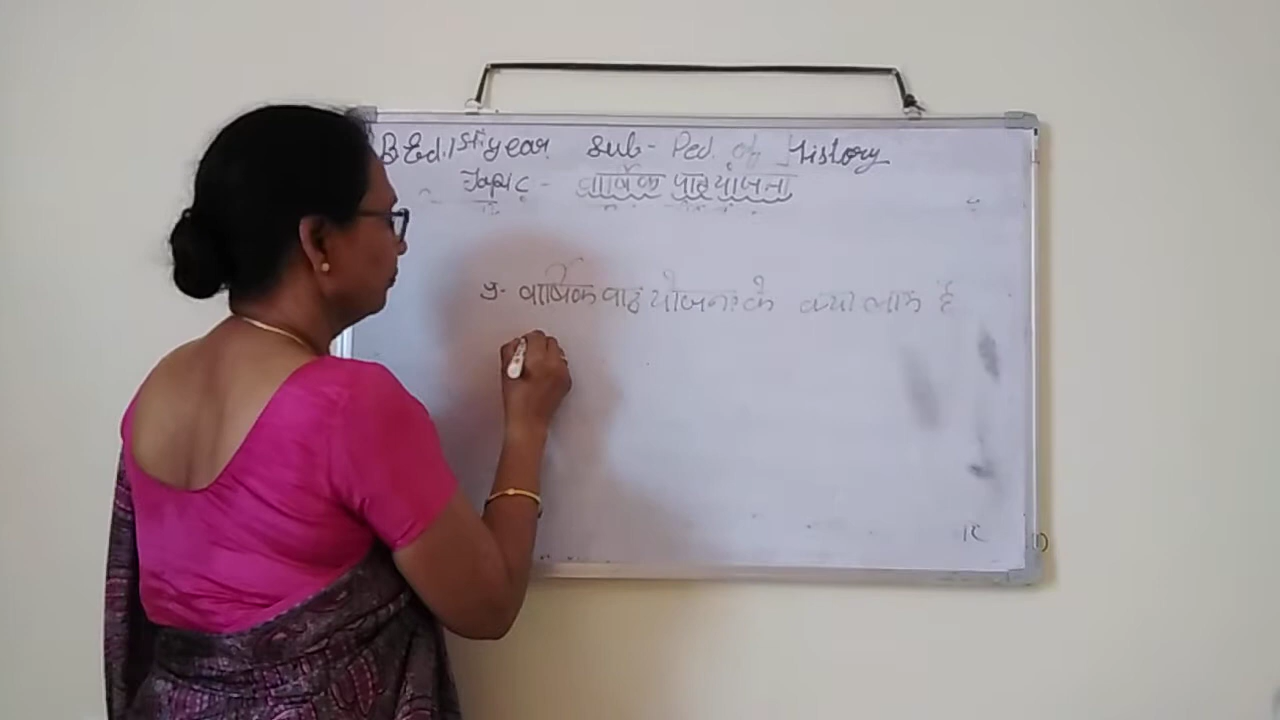 B.Ed. 1st year Sub- Ped. of History
Topic - वार्षिक पाठ योजना
प्र- वार्षिक पाठ योजना के क्या लाभ है